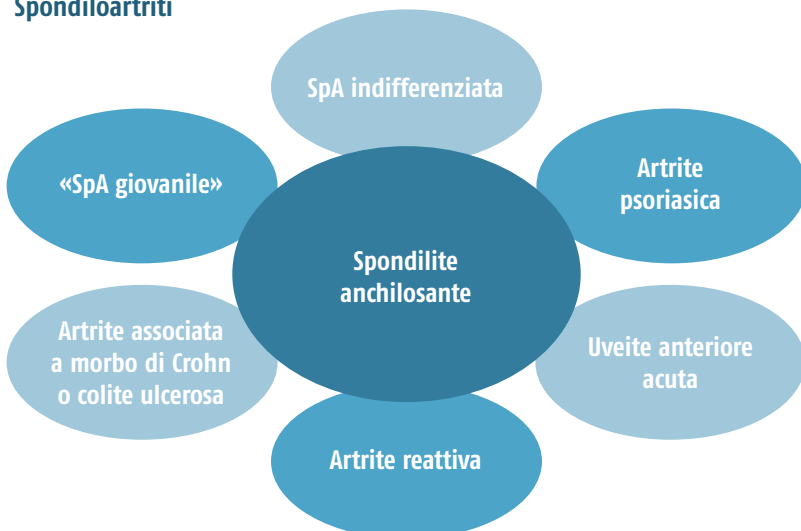 Spondiloartriti
SpA indifferenziata
«SpA giovanile»
Artrite
psoriasica
Spondilite
anchilosante
Artrite associata
a morbo di Crohn
o colite ulcerosa
Uveite anteriore
acuta
Artrite reattiva